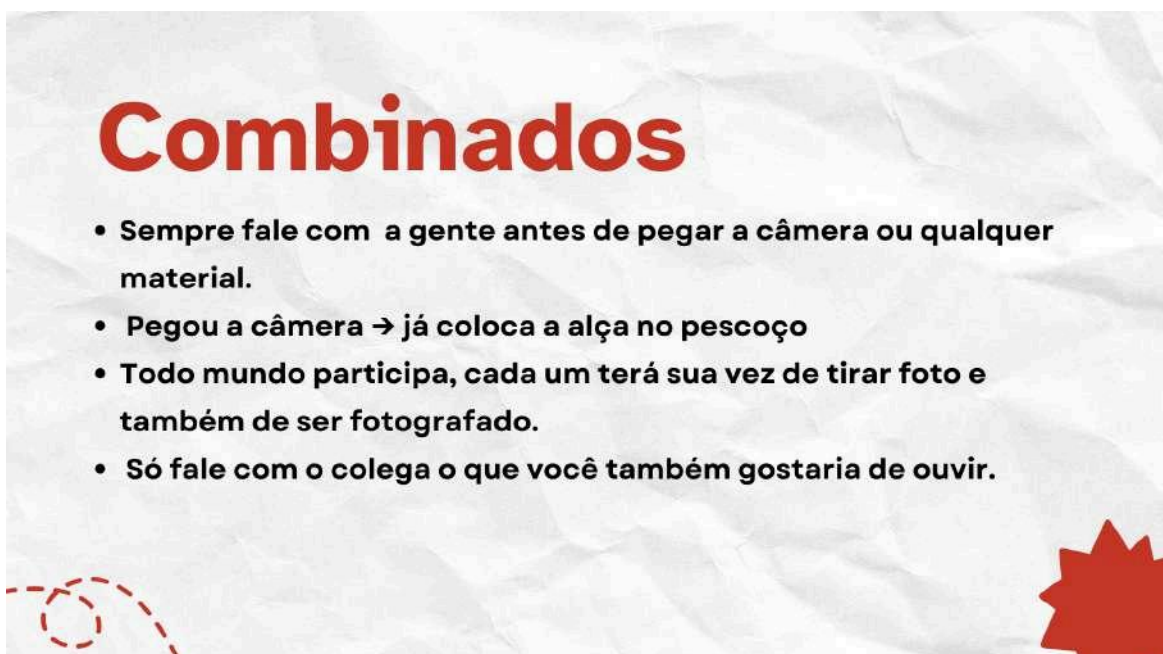 Combinados
• Sempre fale com  a gente antes de pegar a câmera ou qualquer
material.
• Pegou a câmera → já coloca a alça no pescoço
• Todo mundo participa, cada um terá sua vez de tirar foto e
também de ser fotografado.
• Só fale com o colega o que você também gostaria de ouvir.